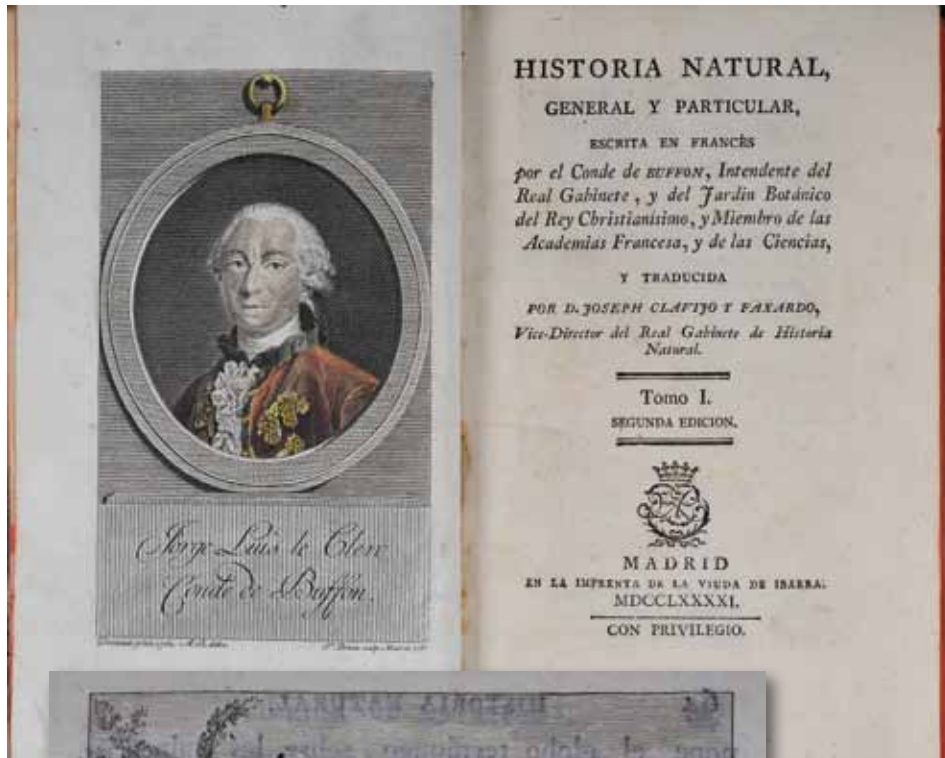 Jorge Luis le Clerc
Conde de Buffon.
HISTORIA NATURAL,
GENERAL Y PARTICULAR,
ESCRITA EN FRANCÈS
por el Conde de BUFFON, Intendente del
Real Gabinete, y del Jardin Botánico
del Rey Christianísimo, y Miembro de las
Academias Francesa, y de las Ciencias,
Y TRADUCIDA
POR D. JOSEPH CLAVIJO Y FAXARDO,
Vice-Director del Real Gabinete de Historia
Natural.
Tomo I.
SEGUNDA EDICION.
MADRID
EN LA IMPRENTA DE LA VIUDA DE IBARRA.
MDCCLXXXXI.
CON PRIVILEGIO.
HISTORIA NATURAL